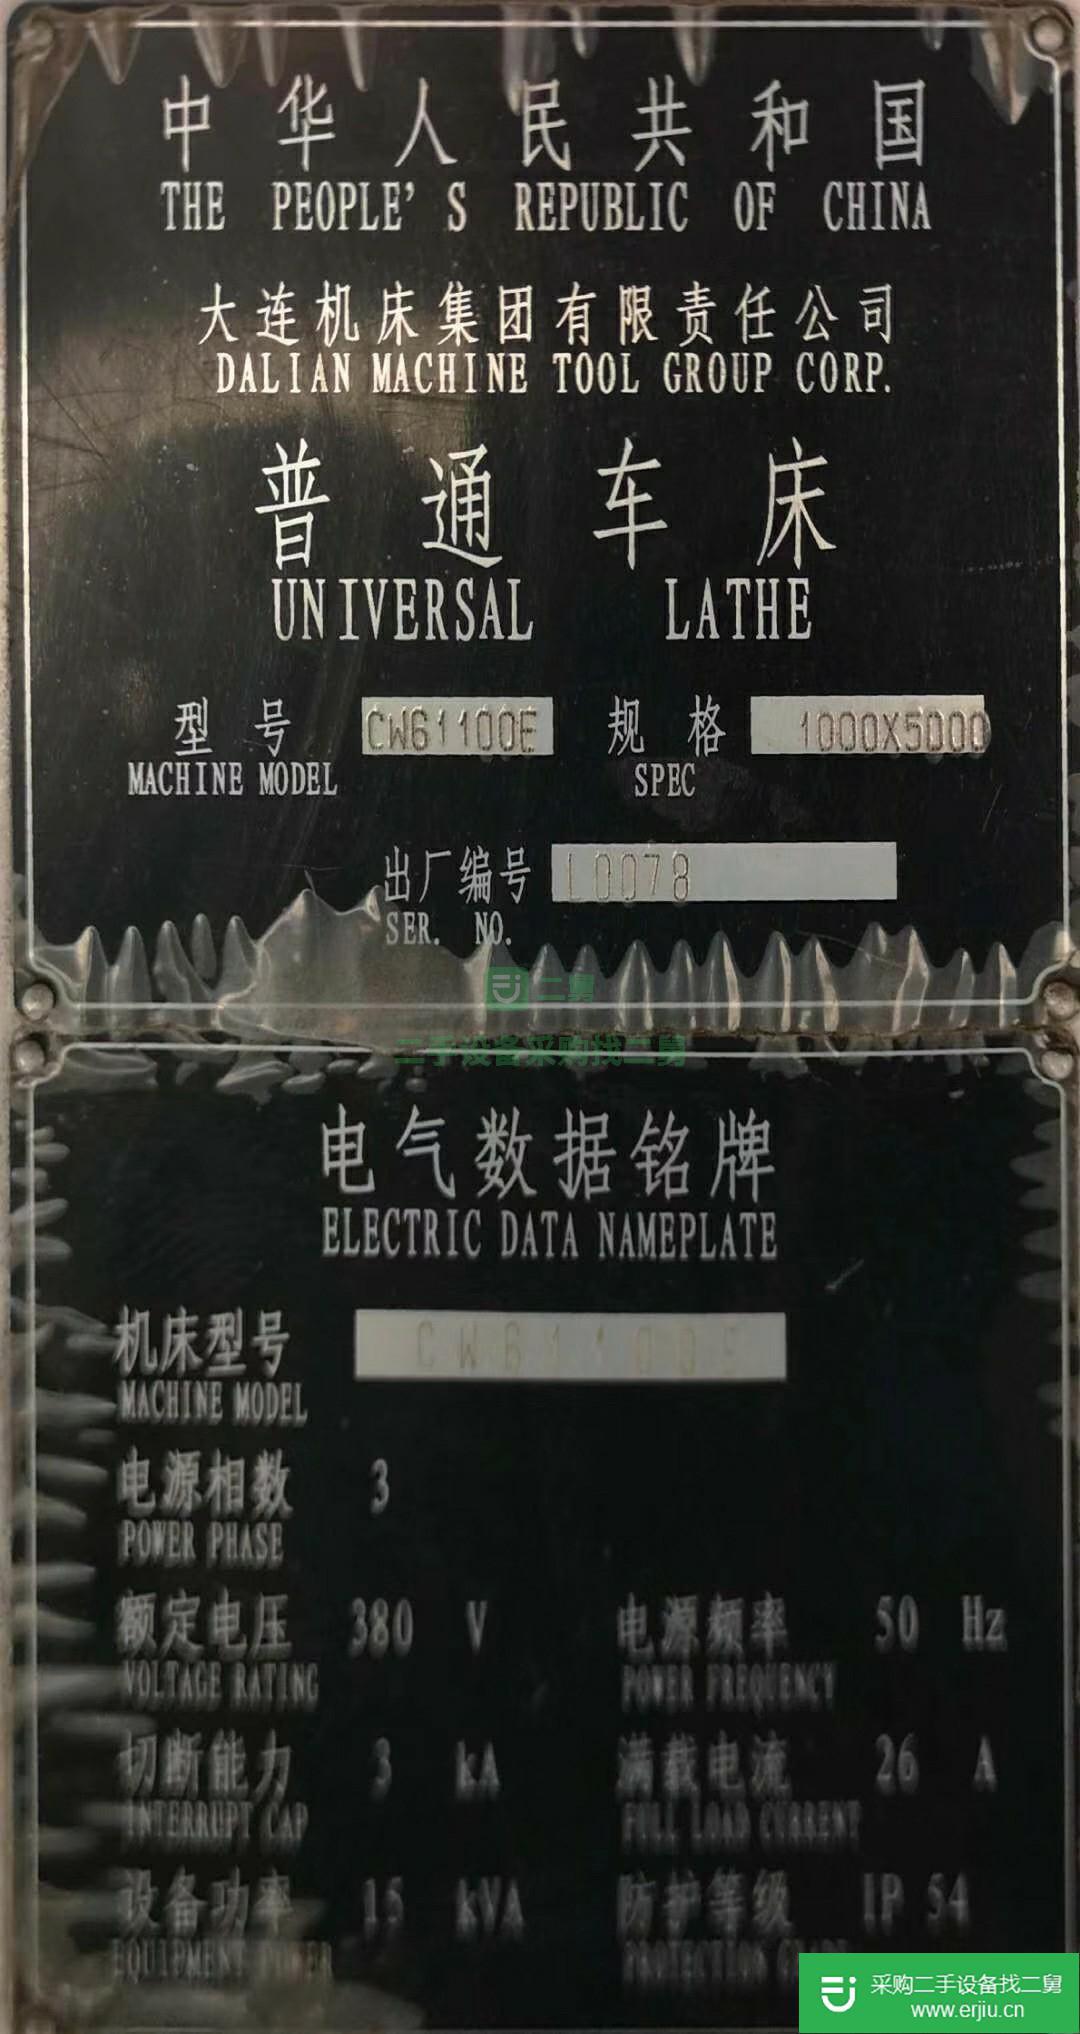 中华人民共和国
THE PEOPLE'S REPUBLIC OF CHINA
大连机床集团有限责任公司
DALIAN MACHINE TOOL GROUP CORP.
普通车床
UNIVERSAL LATHE
型号 CW61100E 规格 1000X5000
MACHINE MODEL SPEC
出厂编号 L0078
SER. NO.
二舅
二手设备采购找二舅
电气数据铭牌
ELECTRIC DATA NAMEPLATE
机床型号 CW61100E
MACHINE MODEL
电源相数 3
POWER PHASE
额定电压 380 V 电源频率 50 Hz
VOLTAGE RATING POWER FREQUENCY
切断能力 3 kA 满载电流 26 A
INTERRUPT CAP FULL LOAD CURRENT
设备功率 15 kVA 防护等级 IP 54
EQUIPMENT POWER PROTECTION
采购二手设备找二舅
www.erjiu.cn